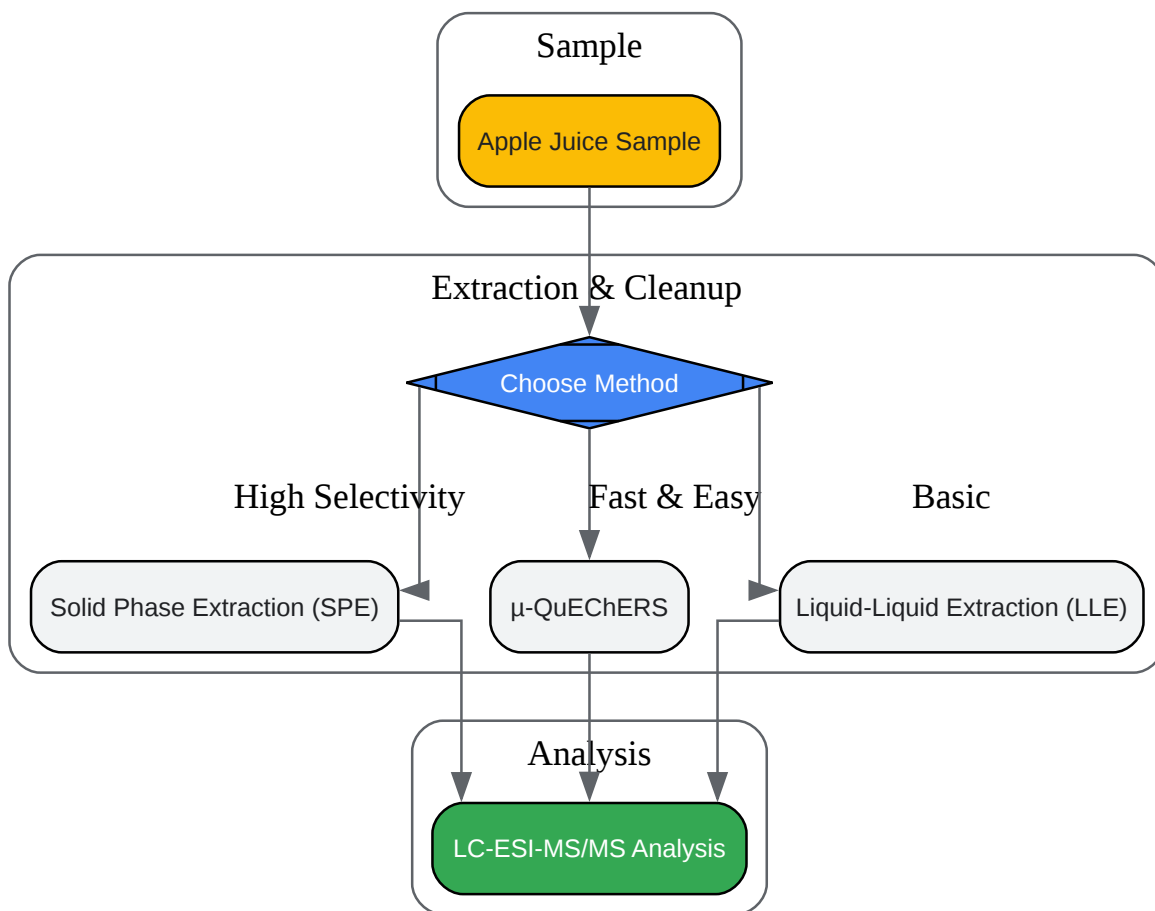 Sample
Apple Juice Sample
Extraction & Cleanup
Choose Method
High Selectivity
Fast & Easy
Basic
Solid Phase Extraction (SPE)
µ-QuEChERS
Liquid-Liquid Extraction (LLE)
Analysis
LC-ESI-MS/MS Analysis